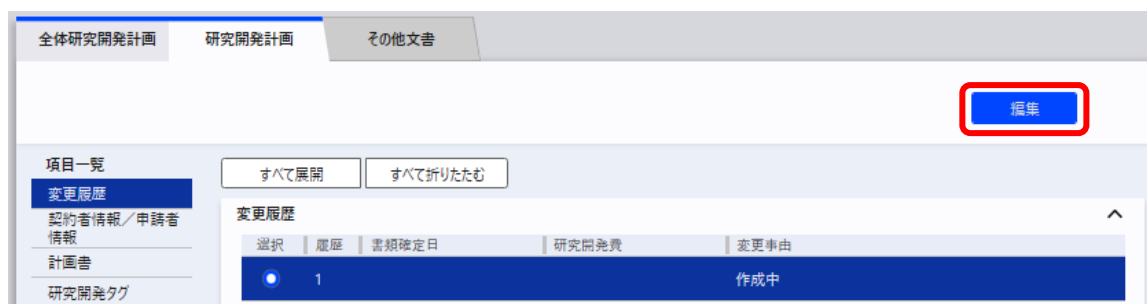 全体研究開発計画 研究開発計画 その他文書
編集
項目一覧
すべて展開 すべて折りたたむ
変更履歴
変更履歴
契約者情報／申請者
情報
選択 履歴 書類確定日 研究開発費 変更事由
計画書
1 作成中
研究開発タグ